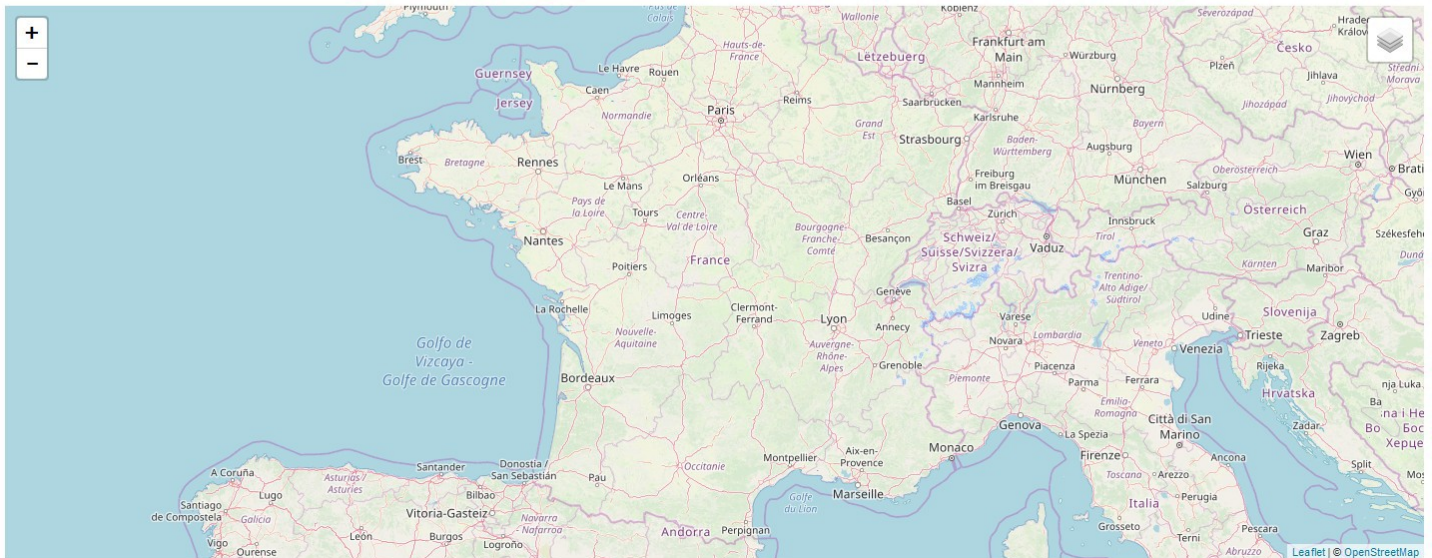 +
−
Plymouth
Pas de
Calais
Wallonie
Koblenz
Severozápad
Hradec
Králov
Hauts-de-
France
Frankfurt am
Main
Würzburg
Česko
Lëtzebuerg
Plzeň
Středni
Morava
Guernsey
Le Havre
Rouen
Mannheim
Nürnberg
Jihlava
Caen
Reims
Saarbrücken
Jihozápad
Jihovýchod
Jersey
Paris
Normandie
Grand
Est
Karlsruhe
Strasbourg
Baden-
Württemberg
Bayern
Augsburg
Brest
Bretagne
Rennes
Wien
Oberösterreich
Brati
Orléans
Le Mans
Freiburg
im Breisgau
München
Salzburg
Pays de
la Loire
Tours
Centre-
Val de Loire
Basel
Zürich
Innsbruck
Österreich
Győ
Nantes
Bourgogne-
Franche-
Comté
Besançon
Schweiz/
Suisse/Svizzera/
Svizra
Vaduz
Tirol
Graz
Székesfeh
France
Poitiers
Kärnten
Maribor
Trentino-
Alto Adige/
Südtirol
Genève
La Rochelle
Limoges
Clermont-
Ferrand
Lyon
Annecy
Varese
Udine
Slovenija
Golfo de
Vizcaya -
Golfe de Gascogne
Nouvelle-
Aquitaine
Auvergne-
Rhône-
Alpes
Novara
Lombardia
Veneto
Venezia
Trieste
Zagreb
Grenoble
Bordeaux
Piemonte
Piacenza
Parma
Ferrara
Rijeka
Hrvatska
nja Luka
Emilia
Romagna
Genova
La Spezia
Città di San
Marino
Zadar
Monaco
Firenze
Ancona
Split
A Coruña
Santander
Donostia /
San Sebastián
Asturias /
Asturies
Pau
Occitanie
Montpellier
Aix-en-
Provence
Marseille
Toscana
Arezzo
Lugo
Bilbao
Santiago
de Compostela
Galicia
Vitoria-Gasteiz
Golfe
du Lion
Italia
Perugia
Vigo
Ourense
León
Burgos
Logroño
Navarra
- Nafarroa
Andorra
Perpignan
Grosseto
Terni
Pescara
Abruzzo
Leaflet | © OpenStreetMap